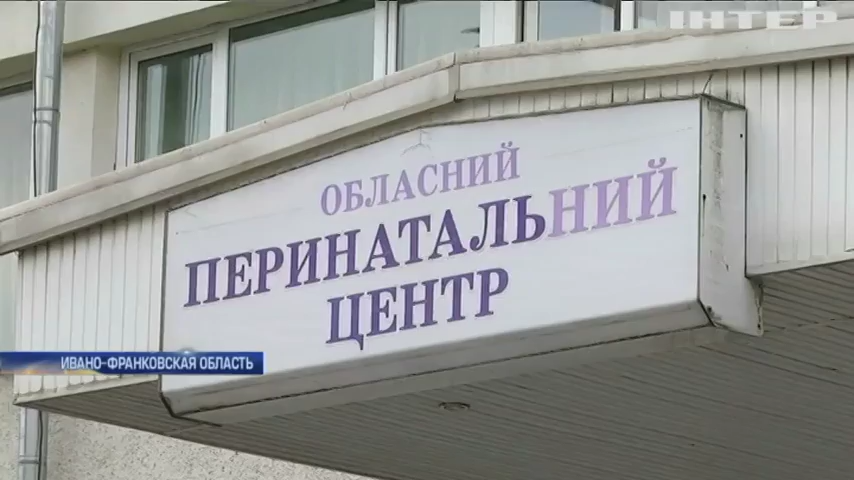 ІНТЕР
ОБЛАСНИЙ
ПЕРИНАТАЛЬНИЙ
ЦЕНТР
ИВАНО-ФРАНКОВСКАЯ ОБЛАСТЬ